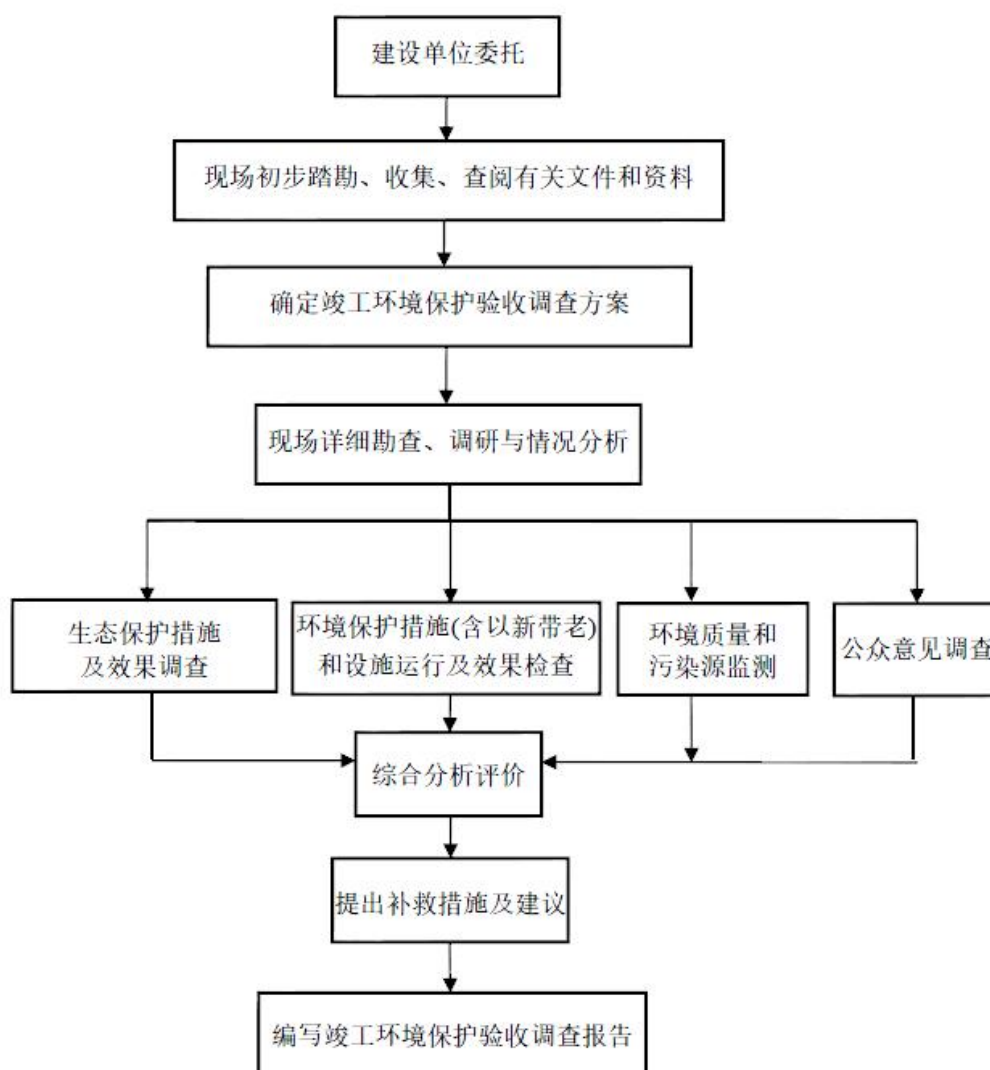 建设单位委托
现场初步踏勘、收集、查阅有关文件和资料
确定竣工环境保护验收调查方案
现场详细勘查、调研与情况分析
生态保护措施
及效果调查
环境保护措施(含以新带老)
和设施运行及效果检查
环境质量和
污染源监测
公众意见调查
综合分析评价
提出补救措施及建议
编写竣工环境保护验收调查报告